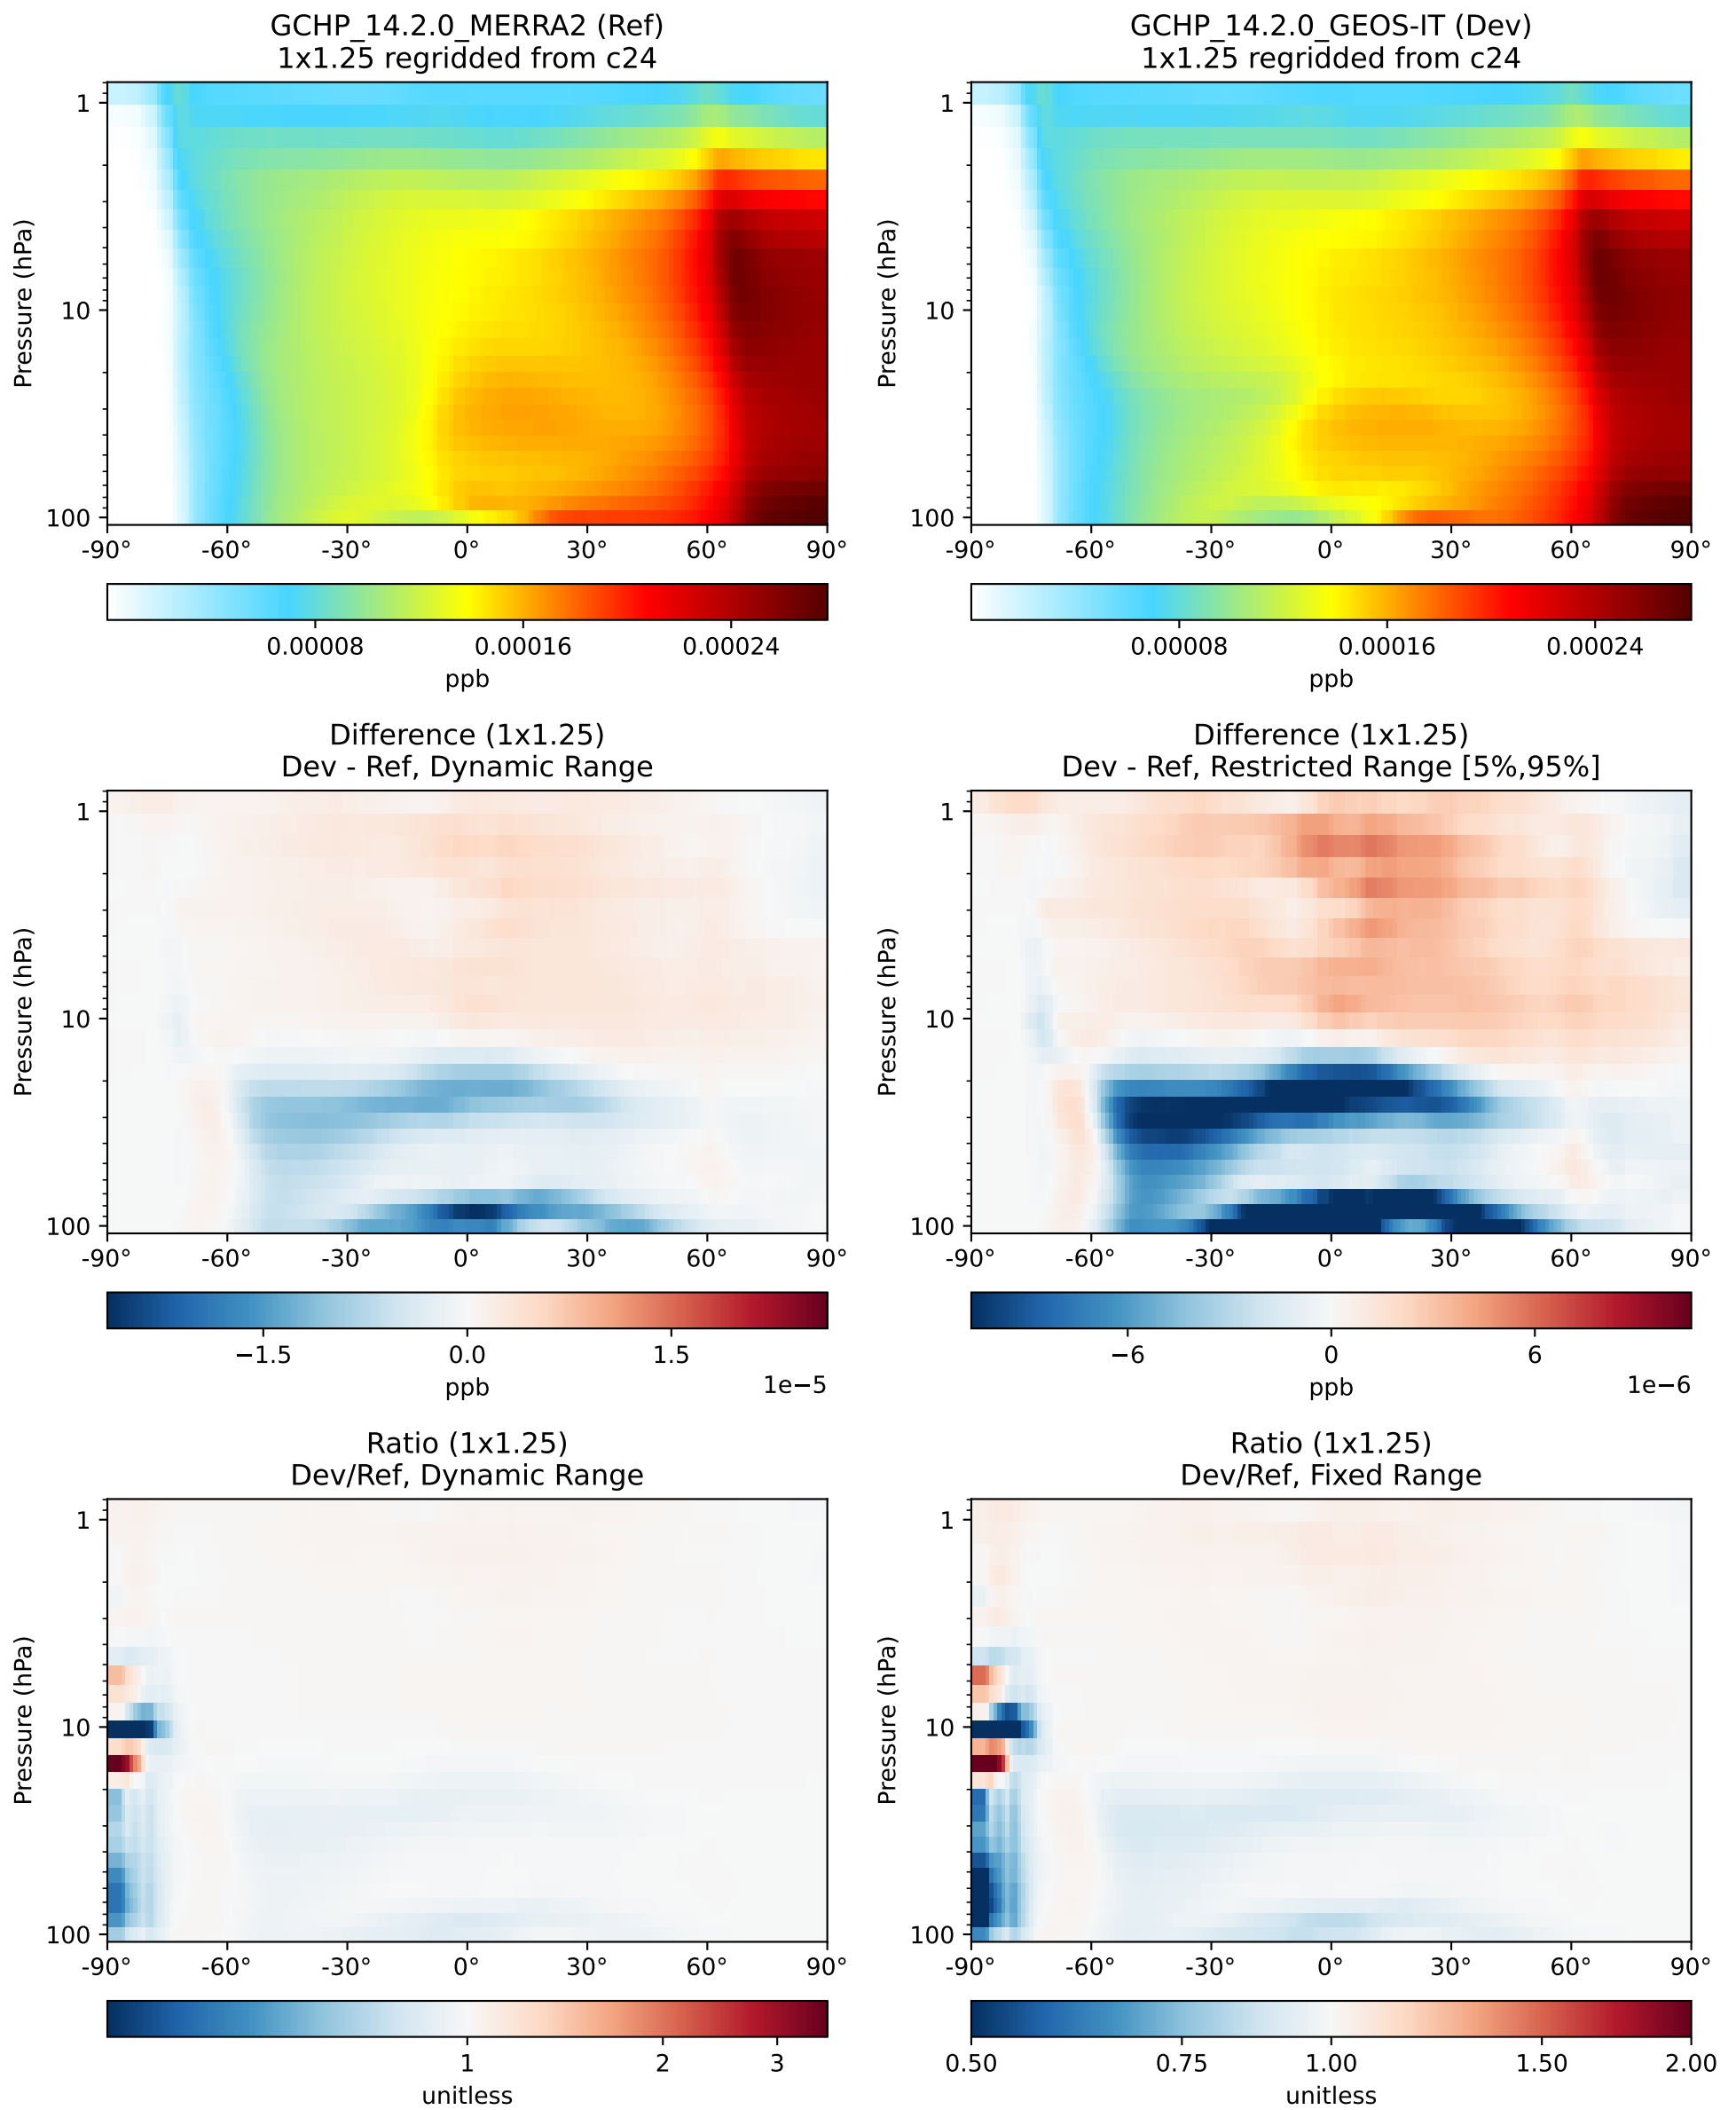 GCHP_14.2.0_MERRA2 (Ref)
1x1.25 regridded from c24
Pressure (hPa)
1
10
100
-90° -60° -30° 0° 30° 60° 90°
0.00008 0.00016 0.00024
ppb
GCHP_14.2.0_GEOS-IT (Dev)
1x1.25 regridded from c24
Pressure (hPa)
1
10
100
-90° -60° -30° 0° 30° 60° 90°
0.00008 0.00016 0.00024
ppb
Difference (1x1.25)
Dev - Ref, Dynamic Range
Pressure (hPa)
1
10
100
-90° -60° -30° 0° 30° 60° 90°
−1.5 0.0 1.5
ppb
1e−5
Difference (1x1.25)
Dev - Ref, Restricted Range [5%,95%]
Pressure (hPa)
1
10
100
-90° -60° -30° 0° 30° 60° 90°
−6 0 6
ppb
1e−6
Ratio (1x1.25)
Dev/Ref, Dynamic Range
Pressure (hPa)
1
10
100
-90° -60° -30° 0° 30° 60° 90°
1 2 3
unitless
Ratio (1x1.25)
Dev/Ref, Fixed Range
Pressure (hPa)
1
10
100
-90° -60° -30° 0° 30° 60° 90°
0.50 0.75 1.00 1.50 2.00
unitless